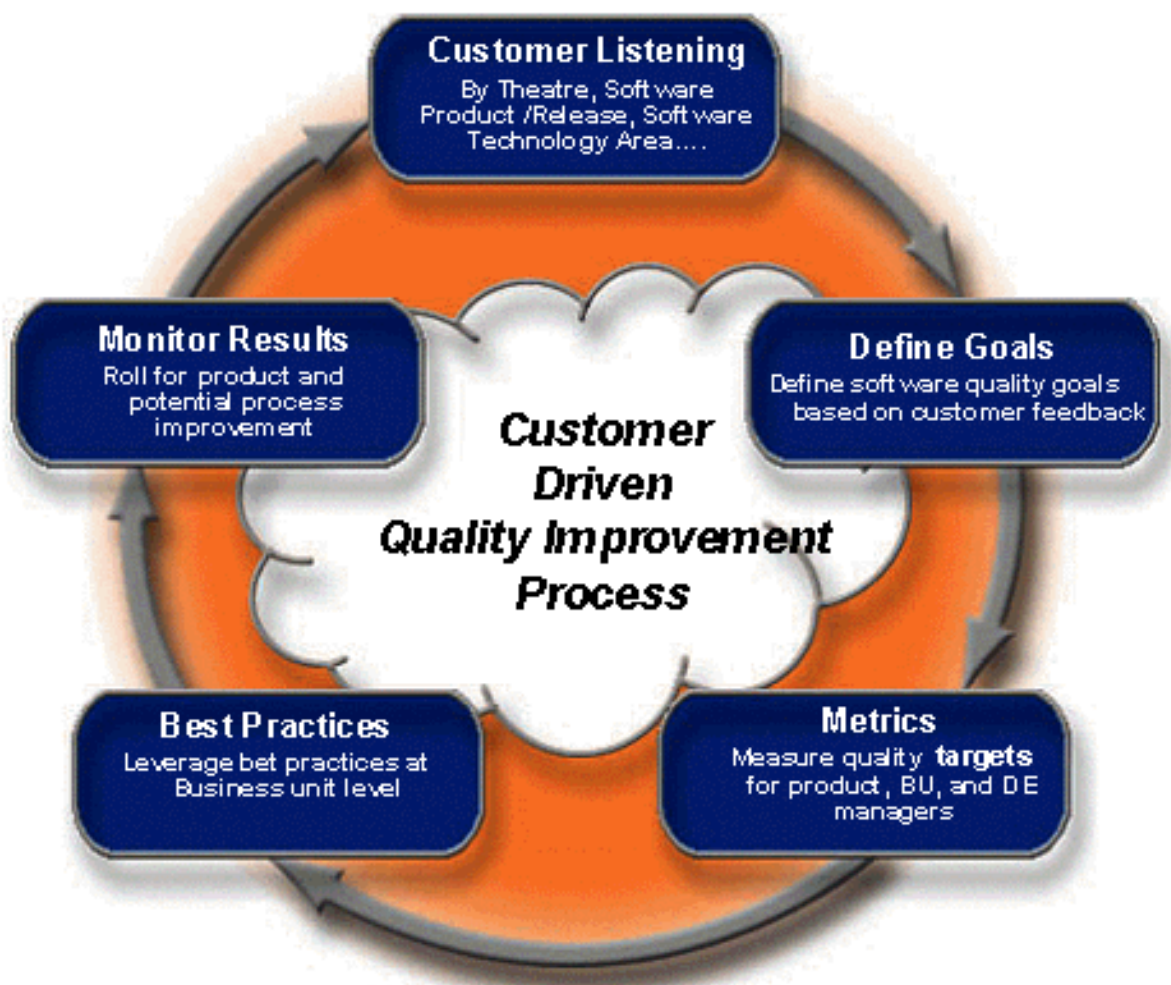 Customer Listening
By Theatre, Software
Product /Release, Software
Technology Area....
Define Goals
Define software quality goals
based on customer feedback
Metrics
Measure quality targets
for product, BU, and DE
managers
Best Practices
Leverage bet practices at
Business unit level
Monitor Results
Roll for product and
potential process
improvement
Customer
Driven
Quality Improvement
Process